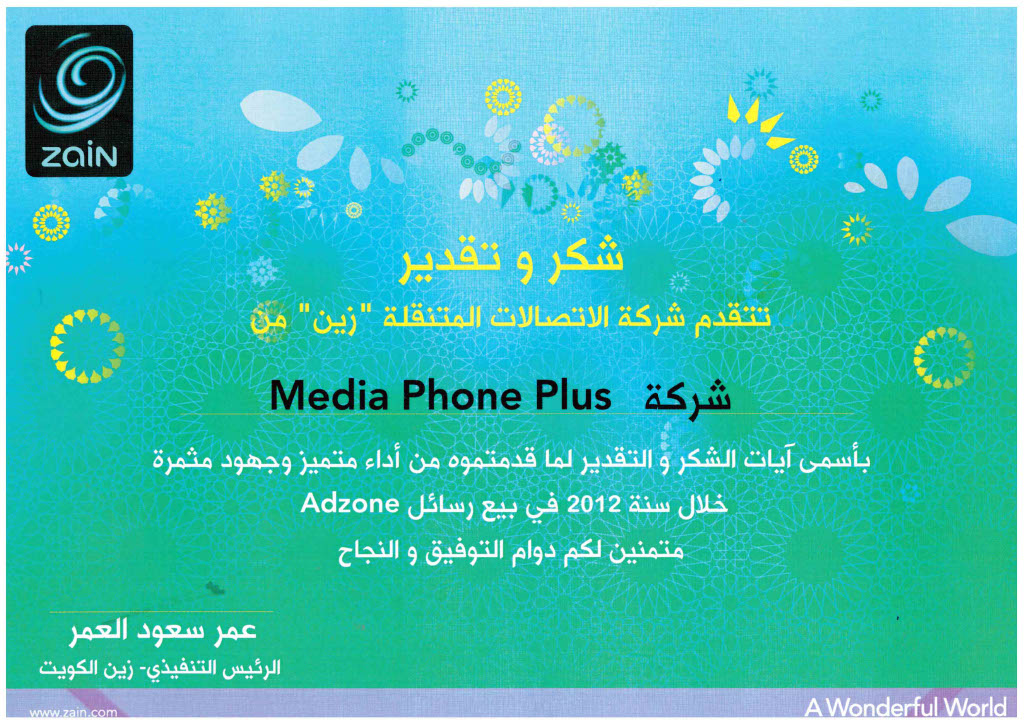 zain
شكر و تقدير
تتقدم شركة الاتصالات المتنقلة "زين" من
شركة Media Phone Plus
بأسمى آيات الشكر و التقدير لما قدمتموه من أداء متميز وجهود مثمرة
خلال سنة 2012 في بيع رسائل Adzone
متمنين لكم دوام التوفيق و النجاح
عمر سعود العمر
الرئيس التنفيذي- زين الكويت
www.zain.com
A Wonderful World